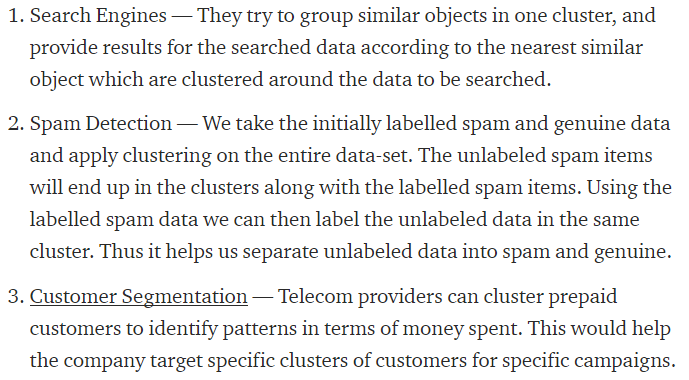 1. Search Engines — They try to group similar objects in one cluster, and
provide results for the searched data according to the nearest similar
object which are clustered around the data to be searched.
2. Spam Detection — We take the initially labelled spam and genuine data
and apply clustering on the entire data-set. The unlabeled spam items
will end up in the clusters along with the labelled spam items. Using the
labelled spam data we can then label the unlabeled data in the same
cluster. Thus it helps us separate unlabeled data into spam and genuine.
3. Customer Segmentation — Telecom providers can cluster prepaid
customers to identify patterns in terms of money spent. This would help
the company target specific clusters of customers for specific campaigns.